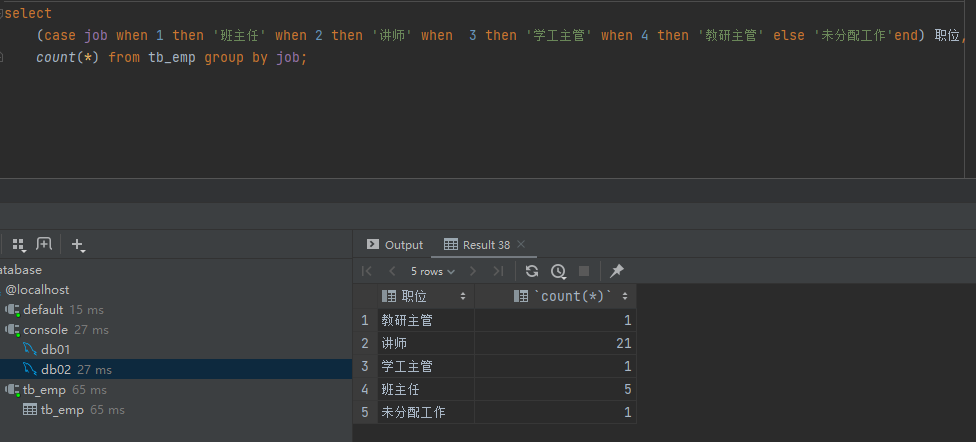 select
(case job when 1 then '班主任' when 2 then '讲师' when  3 then '学工主管' when 4 then '教研主管' else '未分配工作'end) 职位,
count(*) from tb_emp group by job;
Output
Result 38
5 rows
atabase
@localhost
default 15 ms
console 27 ms
db01
db02 27 ms
tb_emp 65 ms
tb_emp 65 ms
职位 `count(*)`
1 教研主管 1
2 讲师 21
3 学工主管 1
4 班主任 5
5 未分配工作 1